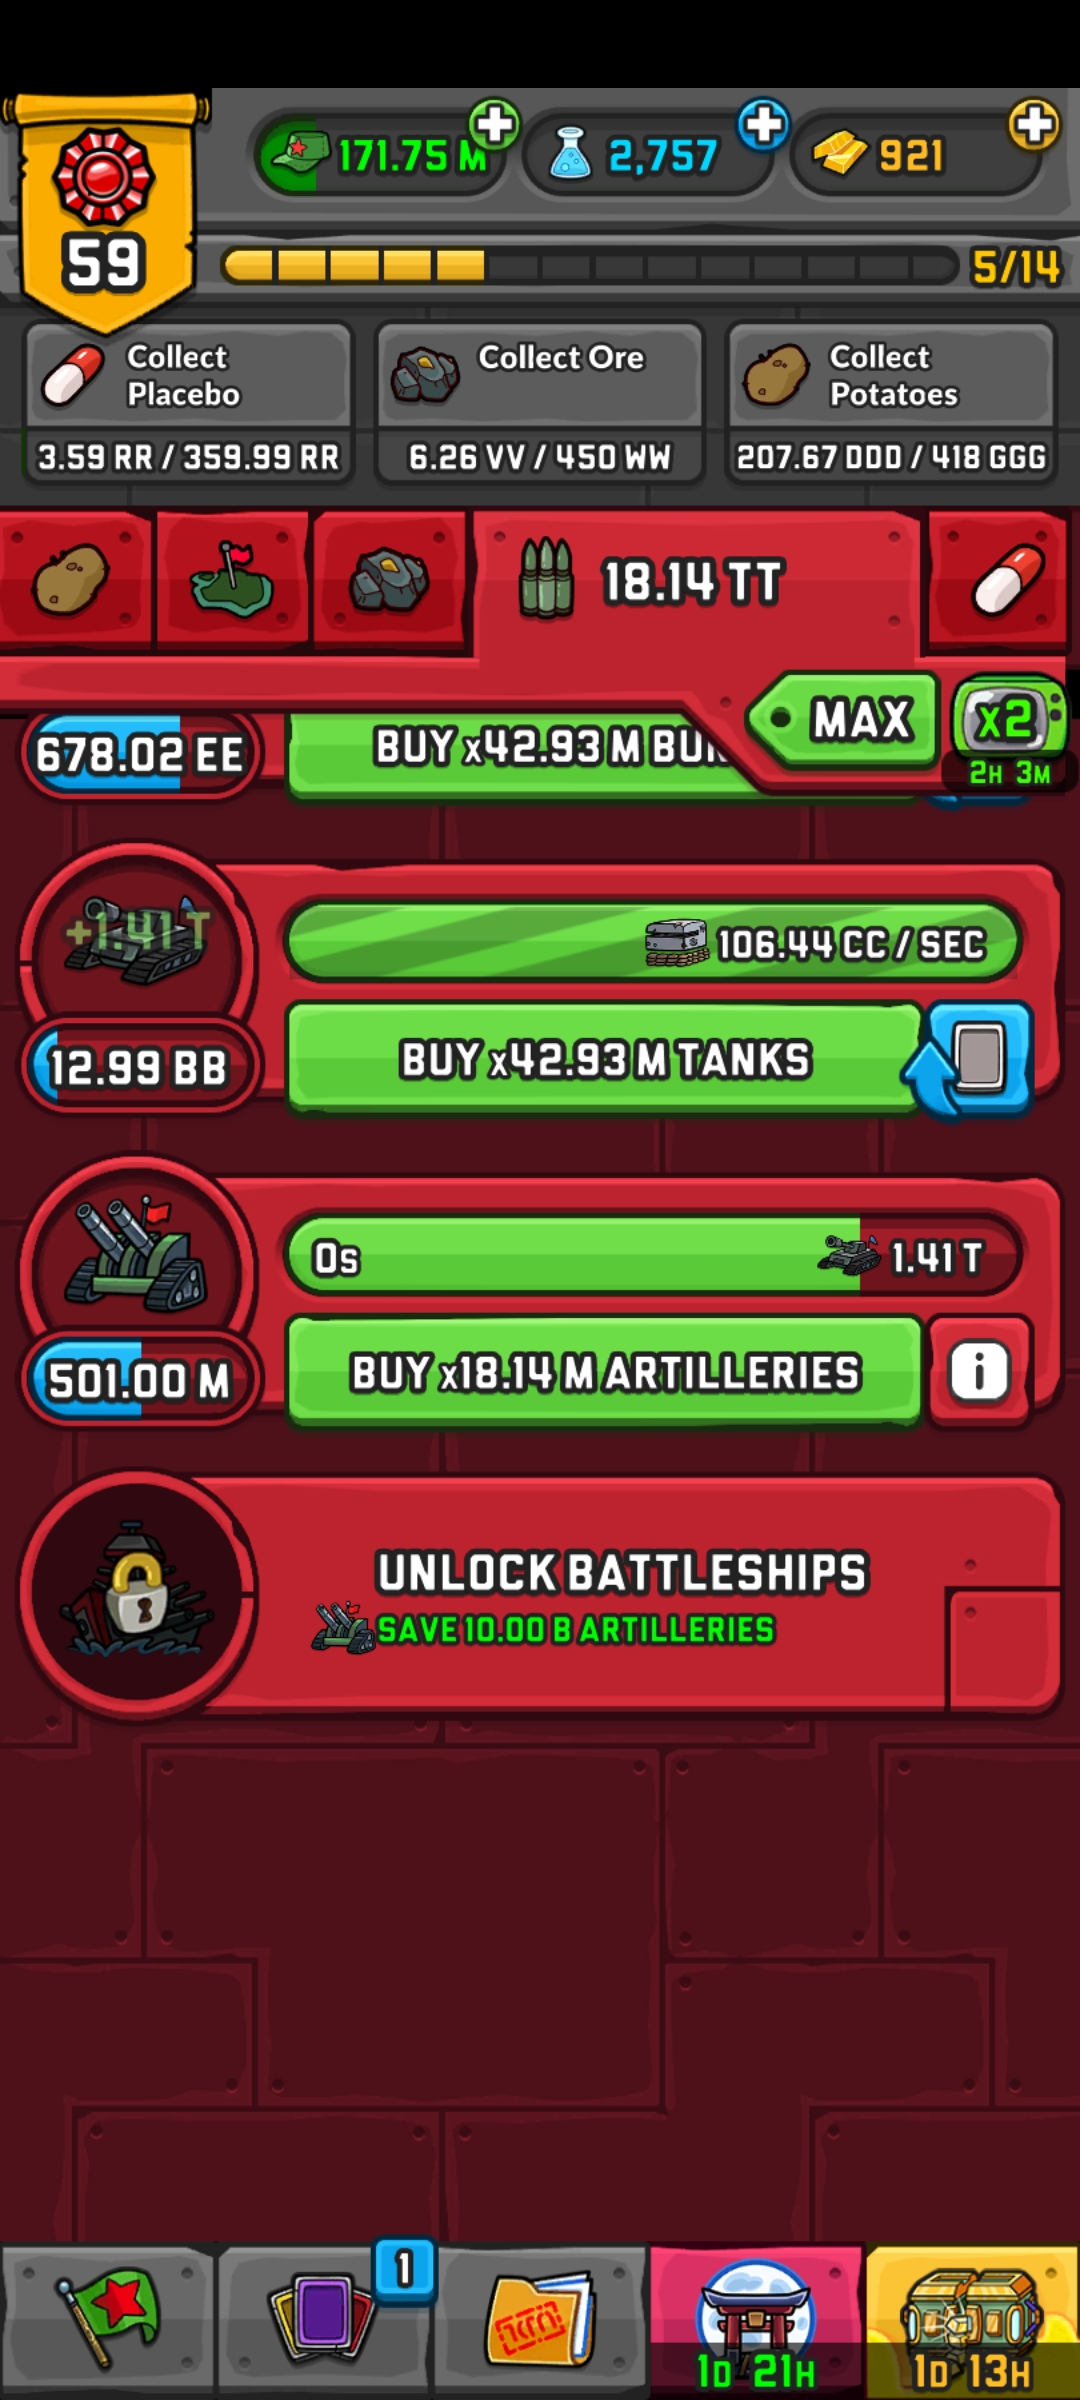 59
171.75 M
2,757
921
5/14
Collect
Placebo
3.59 RR / 359.99 RR
Collect Ore
6.26 VV / 450 WW
Collect
Potatoes
207.67 DDD / 418 GGG
18.14 TT
MAX
x2
2H 3M
678.02 EE
BUY x42.93 M BUN
+1.41 T
106.44 CC / SEC
12.99 BB
BUY x42.93 M TANKS
0s
1.41 T
501.00 M
BUY x18.14 M ARTILLERIES
i
UNLOCK BATTLESHIPS
SAVE 10.00 B ARTILLERIES
1
1D 21H
1D 13H